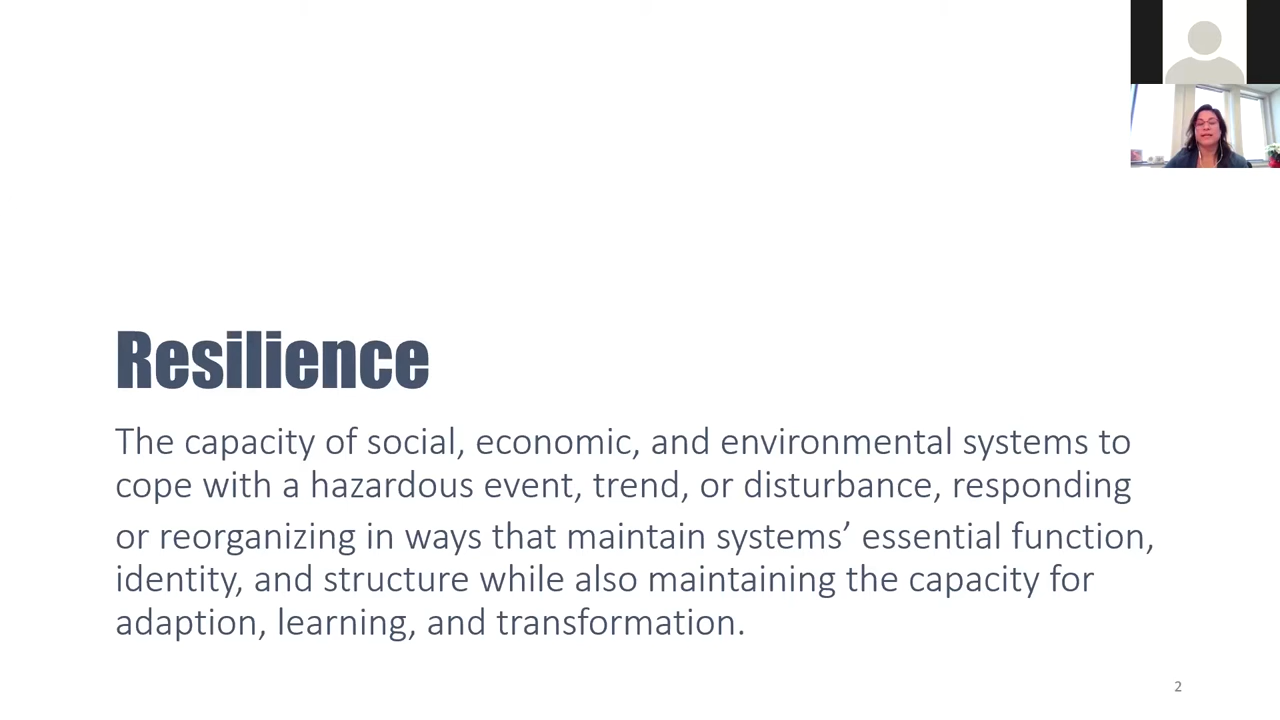 Resilience
The capacity of social, economic, and environmental systems to
cope with a hazardous event, trend, or disturbance, responding
or reorganizing in ways that maintain systems’ essential function,
identity, and structure while also maintaining the capacity for
adaption, learning, and transformation.
2